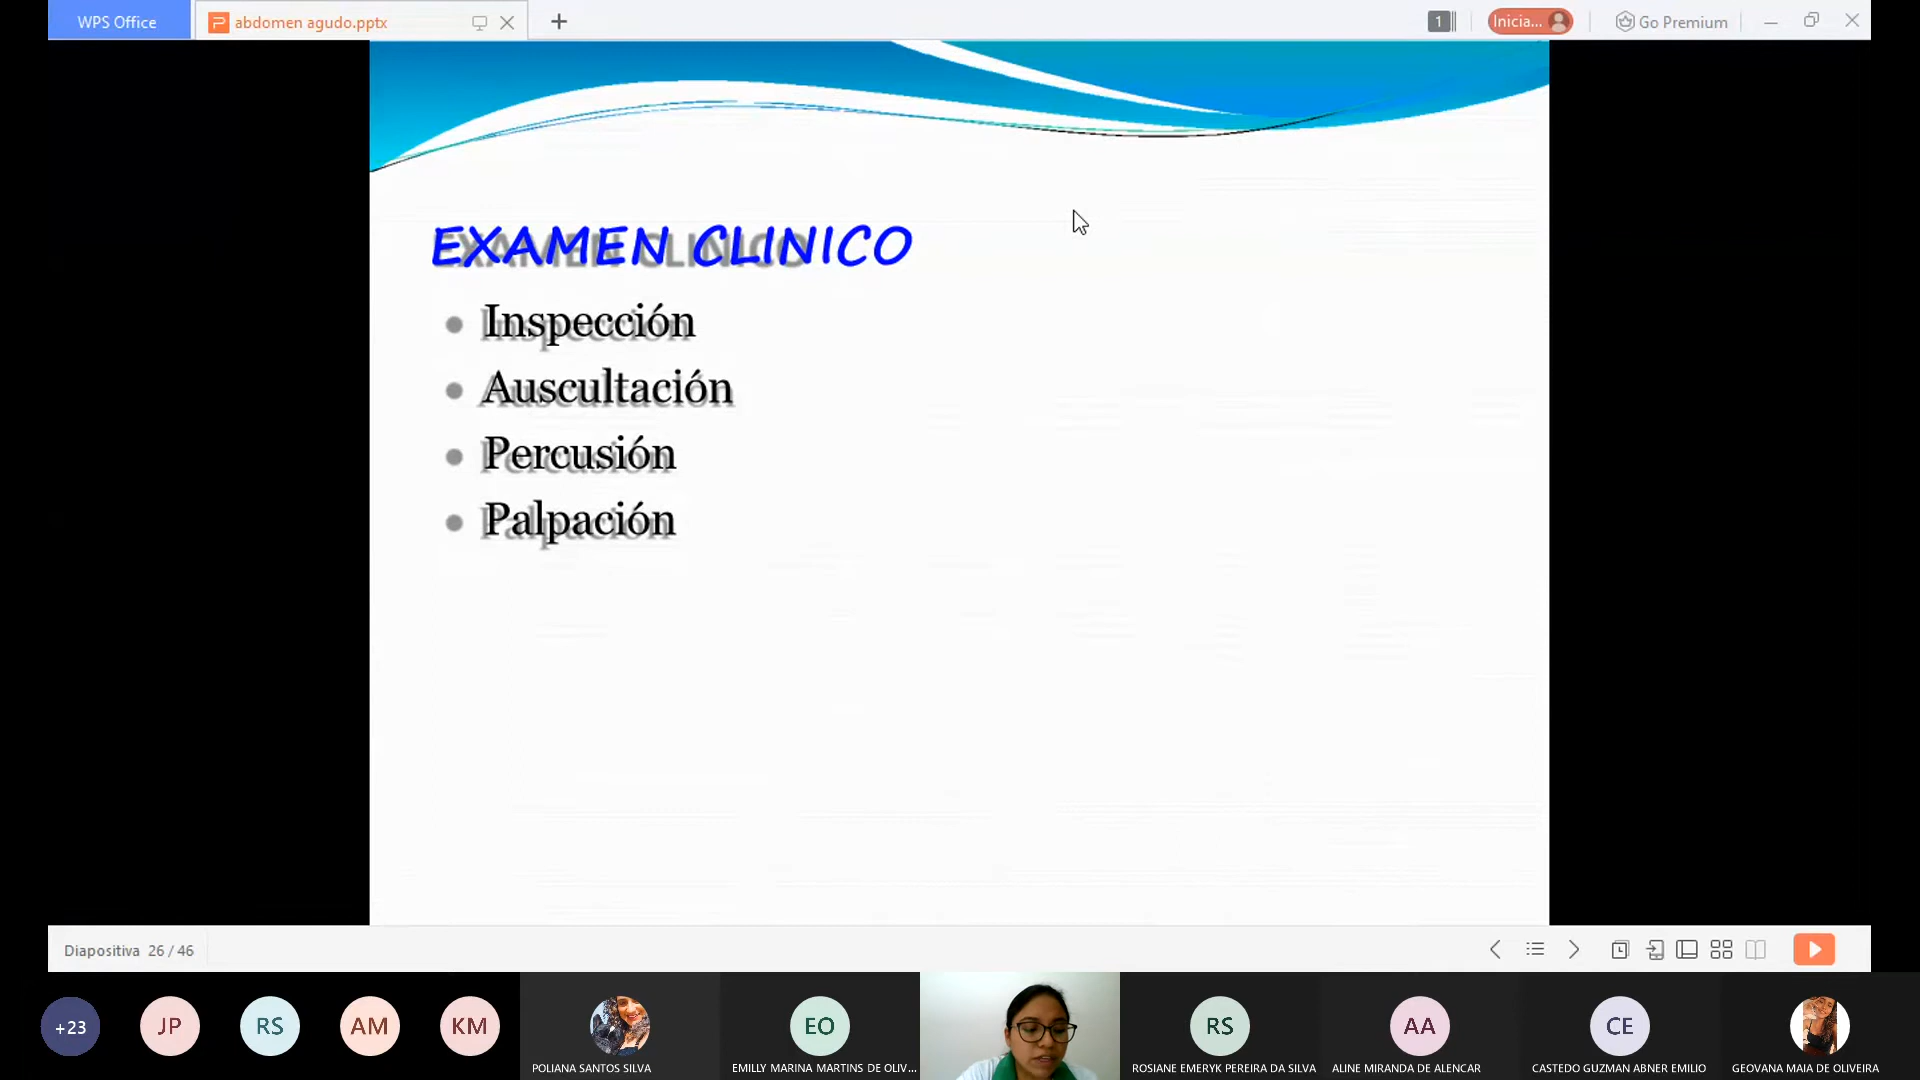 WPS Office
abdomen agudo.pptx
1
Inicia...
Go Premium
EXAMEN CLINICO
Inspección
Auscultación
Percusión
Palpación
Diapositiva 26 / 46
+23
JP
RS
AM
KM
EO
RS
AA
CE
POLIANA SANTOS SILVA
EMILLY MARINA MARTINS DE OLIV...
ROSIANE EMERYK PEREIRA DA SILVA
ALINE MIRANDA DE ALENCAR
CASTEDO GUZMAN ABNER EMILIO
GEOVANA MAIA DE OLIVEIRA